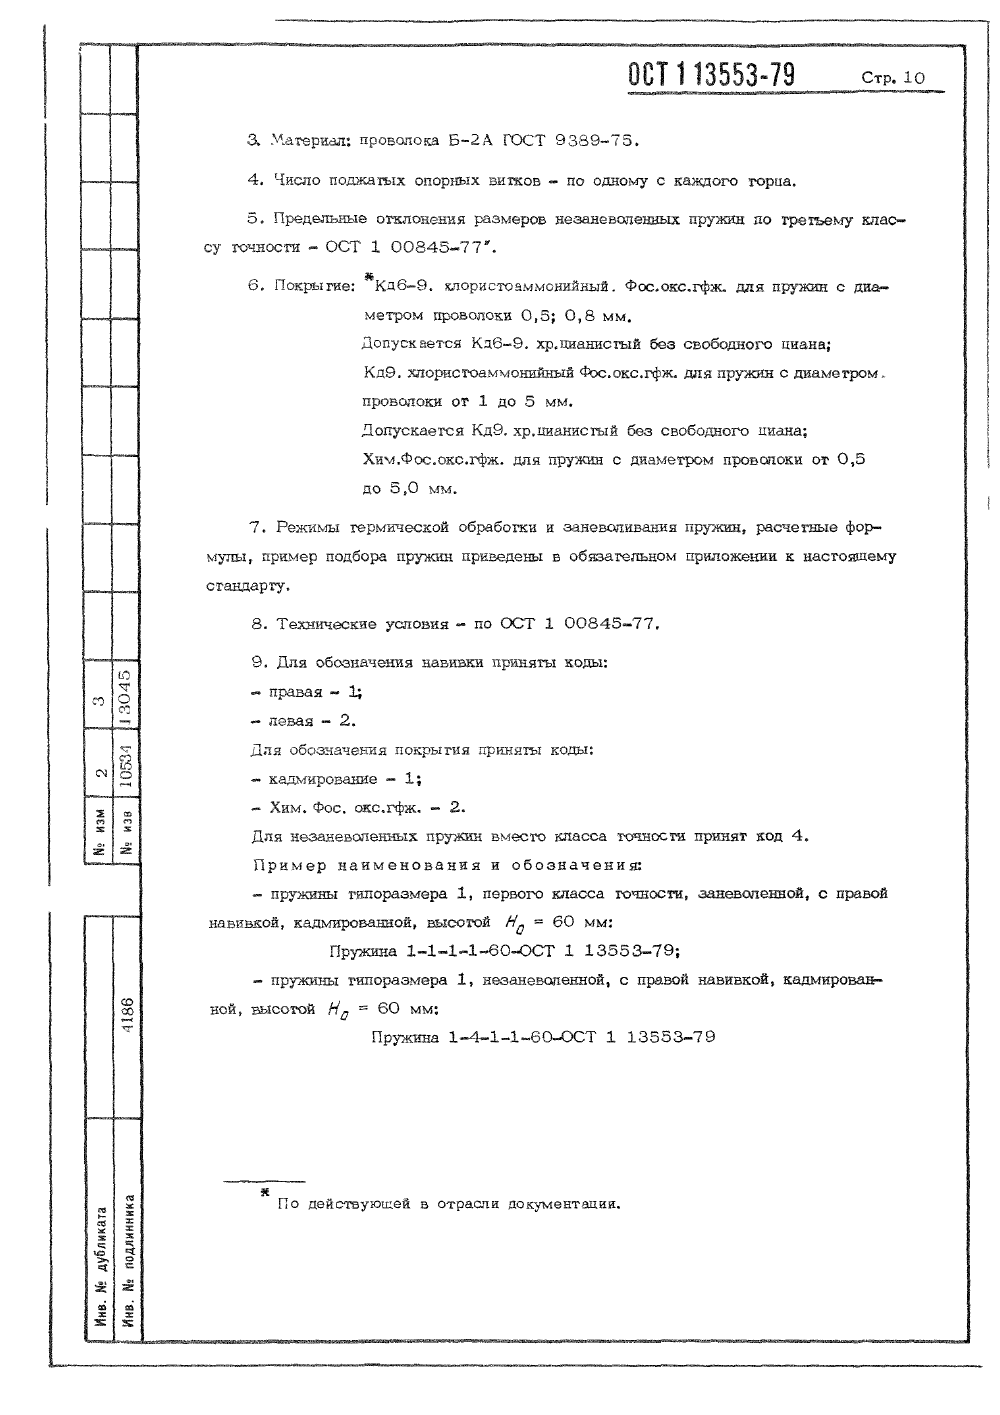 ОСТ 1 13553-79 Стр. 10
3. Материал: проволока Б-2А ГОСТ 9389-75.
4. Число поджатых опорных витков - по одному с каждого торца.
5. Предельные отклонения размеров незаневоленных пружин по третьему клас-
су точности - ОСТ 1 00845-77".
6. Покрытие: *Кд6-9. хлористоаммонийный. Фос.окс.гфж. для пружин с диа-
метром проволоки 0,5; 0,8 мм.
Допускается Кд6-9. хр.цианистый без свободного циана;
Кд9. хлористоаммонийный Фос.окс.гфж. для пружин с диаметром.
проволоки от 1 до 5 мм.
Допускается Кд9. хр.цианистый без свободного циана;
Хим.Фос.окс.гфж. для пружин с диаметром проволоки от 0,5
до 5,0 мм.
7. Режимы термической обработки и заневоливания пружин, расчетные фор-
мулы, пример подбора пружин приведены в обязательном приложении к настоящему
стандарту.
8. Технические условия - по ОСТ 1 00845-77.
9. Для обозначения навивки приняты коды:
- правая - 1;
- левая - 2.
Для обозначения покрытия приняты коды:
- кадмирование - 1;
- Хим. Фос. окс.гфж. - 2.
Для незаневоленных пружин вместо класса точности принят код 4.
Пример наименования и обозначения:
- пружины типоразмера 1, первого класса точности, заневоленной, с правой
навивкой, кадмированной, высотой H₀ = 60 мм:
Пружина 1-1-1-1-60-ОСТ 1 13553-79;
- пружины типоразмера 1, незаневоленной, с правой навивкой, кадмирован-
ной, высотой H₀ = 60 мм:
Пружина 1-4-1-1-60-ОСТ 1 13553-79
* По действующей в отрасли документации.
№ изм 2 3
№ изв 10534 13045
Инв. № дубликата
Инв. № подлинника 4186